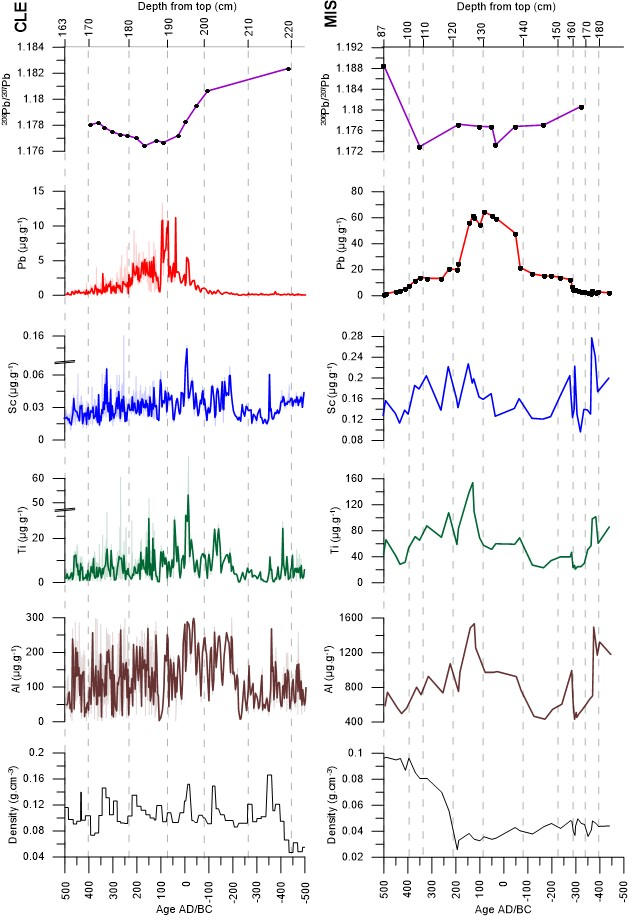 CLE
Depth from top (cm)
163 170 180 190 200 210 220
206Pb/207Pb
1.184
1.182
1.18
1.178
1.176
Pb (µg.g⁻¹)
15
10
5
0
Sc (µg.g⁻¹)
0.16
0.06
0.03
0
Ti (µg.g⁻¹)
60
50
20
0
Al (µg.g⁻¹)
300
200
100
0
Density (g.cm⁻³)
0.2
0.16
0.12
0.08
0.04
500 400 300 200 100 0 -100 -200 -300 -400 -500
Age AD/BC
MIS
Depth from top (cm)
87 100 110 120 130 140 150 160 170 180
206Pb/207Pb
1.192
1.188
1.184
1.18
1.176
1.172
Pb (µg.g⁻¹)
80
60
40
20
0
Sc (µg.g⁻¹)
0.28
0.24
0.2
0.16
0.12
0.08
Ti (µg.g⁻¹)
160
120
80
40
0
Al (µg.g⁻¹)
1600
1200
800
400
Density (g.cm⁻³)
0.1
0.08
0.06
0.04
0.02
500 400 300 200 100 0 -100 -200 -300 -400 -500
Age AD/BC